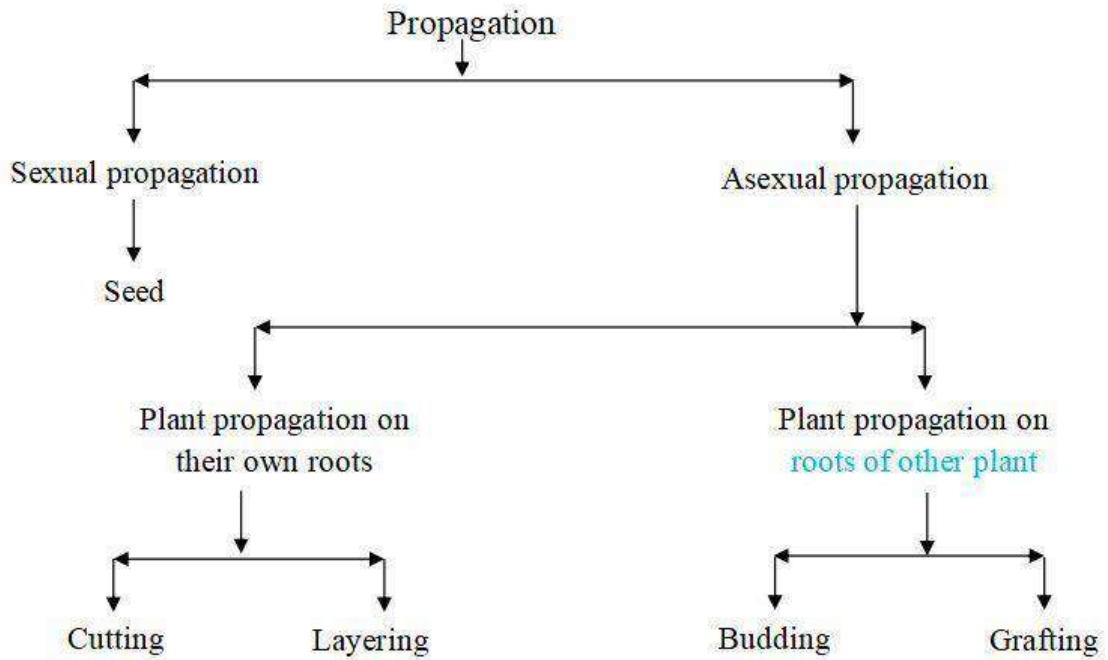 Propagation
Sexual propagation
Asexual propagation
Seed
Plant propagation on
their own roots
Plant propagation on
roots of other plant
Cutting
Layering
Budding
Grafting